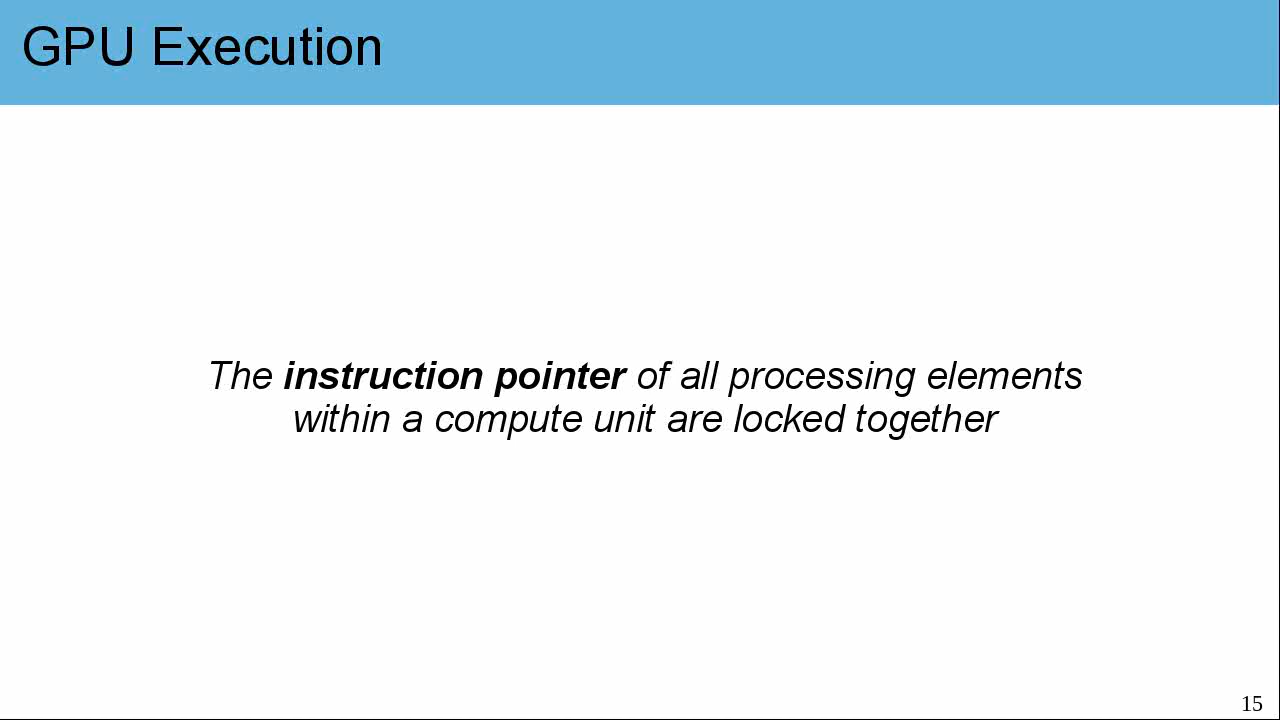 GPU Execution
The instruction pointer of all processing elements
within a compute unit are locked together
15